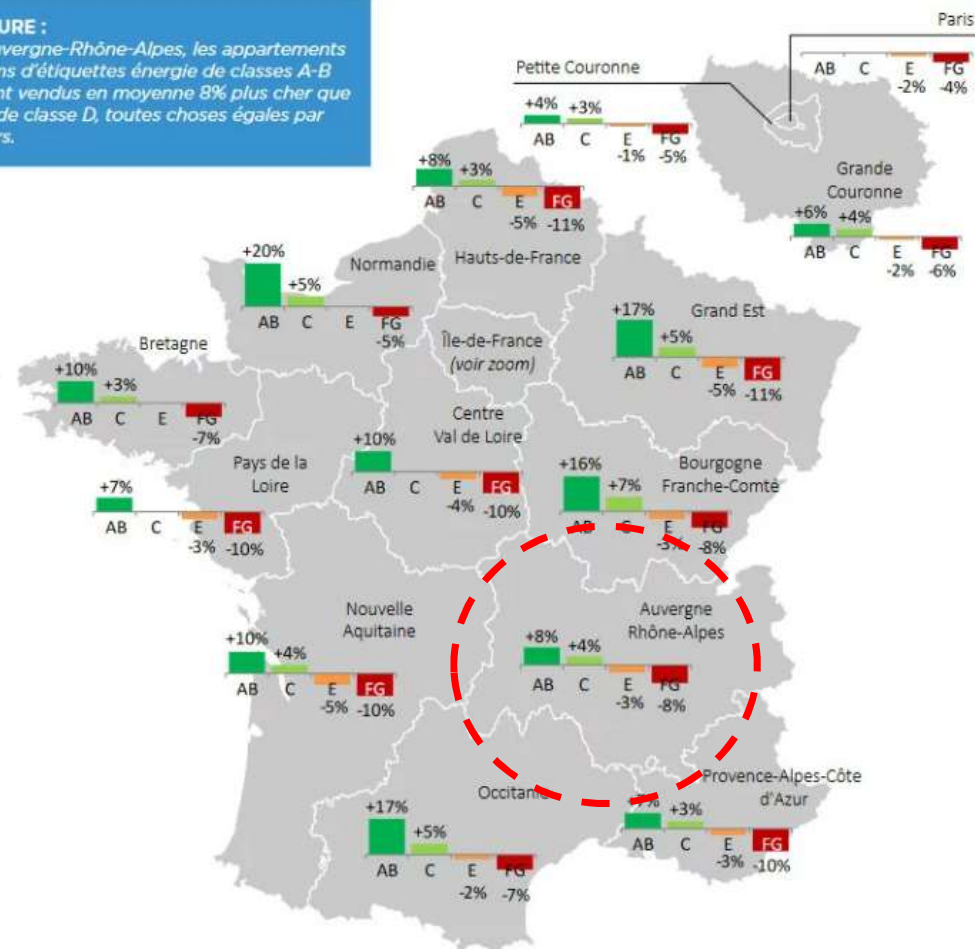 URE :
vergne-Rhône-Alpes, les appartements
ns d'étiquettes énergie de classes A-B
nt vendus en moyenne 8% plus cher que
de classe D, toutes choses égales par
rs.
Paris
AB C E FG
-2% -4%
Petite Couronne
+4% +3%
AB C E FG
-1% -5%
Grande
Couronne
+6% +4%
AB C E FG
-2% -6%
+8% +3%
AB C E FG
-5% -11%
Hauts-de-France
Normandie
+20%
+5%
AB C E FG
-5%
Île-de-France
(voir zoom)
Grand Est
+17%
+5%
AB C E FG
-5% -11%
Bretagne
+10% +3%
AB C E FG
-7%
Centre
Val de Loire
+10%
AB C E FG
-4% -10%
Pays de la
Loire
+7%
AB C E FG
-3% -10%
Bourgogne
Franche-Comté
+16%
+7%
AB C E FG
-3% -8%
Nouvelle
Aquitaine
+10% +4%
AB C E FG
-5% -10%
Auvergne
Rhône-Alpes
+8% +4%
AB C E FG
-3% -8%
Occitanie
+17%
+5%
AB C E FG
-2% -7%
Provence-Alpes-Côte
d'Azur
+7% +3%
AB C E FG
-3% -10%